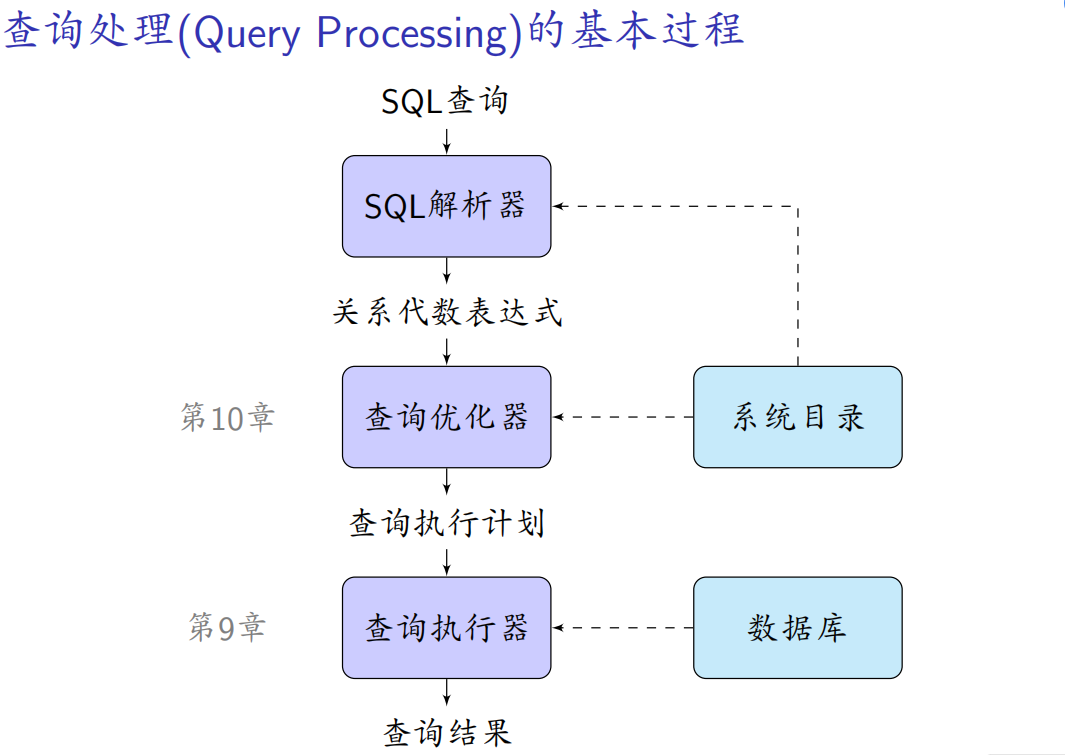 查询处理(Query Processing)的基本过程
SQL查询
SQL解析器
关系代数表达式
第10章
查询优化器
系统目录
查询执行计划
第9章
查询执行器
数据库
查询结果